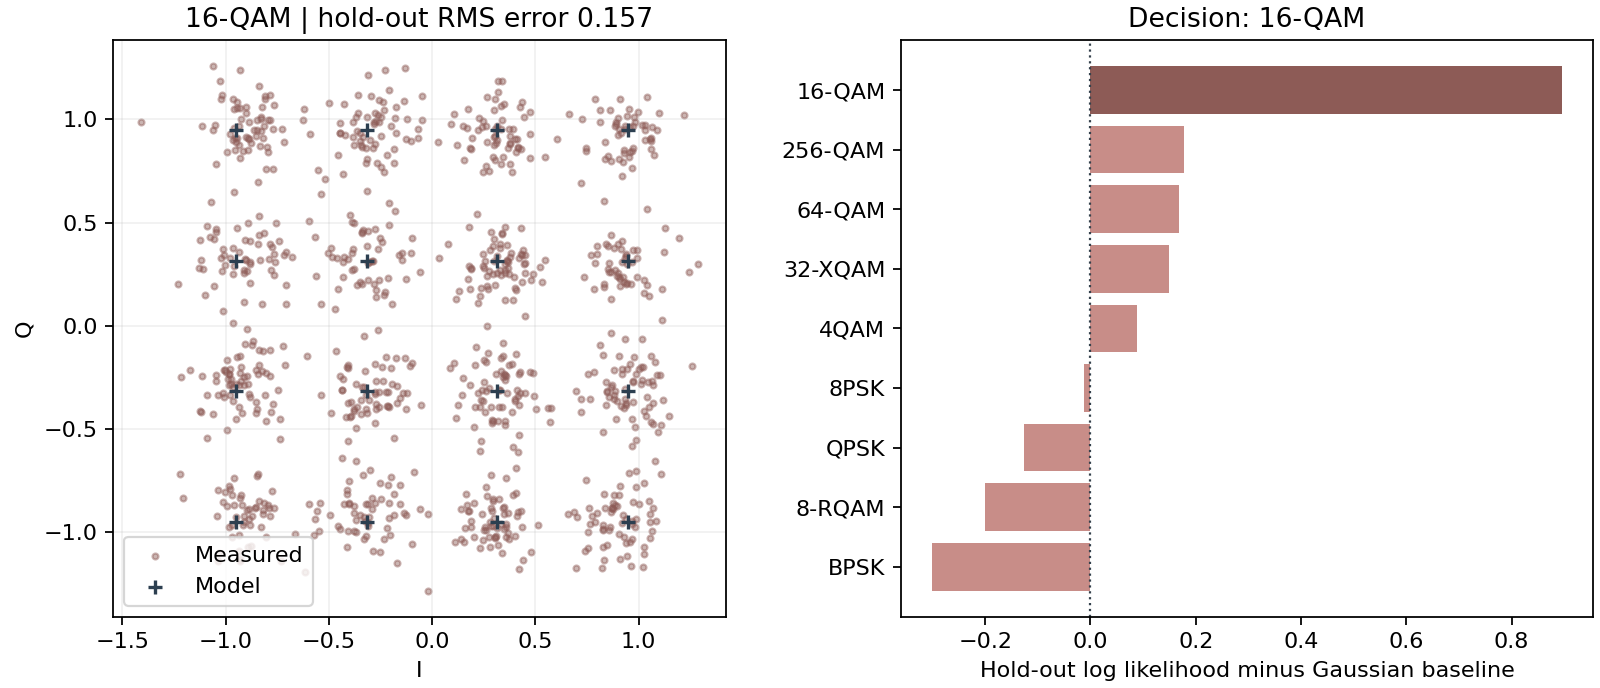 16-QAM | hold-out RMS error 0.157
Q
1.0
0.5
0.0
−0.5
−1.0
Measured
Model
−1.5
−1.0
−0.5
0.0
0.5
1.0
I
Decision: 16-QAM
16-QAM
256-QAM
64-QAM
32-XQAM
4QAM
8PSK
QPSK
8-RQAM
BPSK
−0.2
0.0
0.2
0.4
0.6
0.8
Hold-out log likelihood minus Gaussian baseline